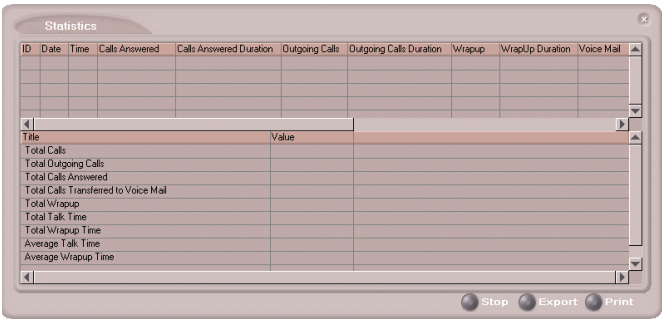 Statistics
ID Date Time Calls Answered Calls Answered Duration Outgoing Calls Outgoing Calls Duration Wrapup WrapUp Duration Voice Mail
Title Value
Total Calls
Total Outgoing Calls
Total Calls Answered
Total Calls Transferred to Voice Mail
Total Wrapup
Total Talk Time
Total Wrapup Time
Average Talk Time
Average Wrapup Time
Stop Export Print